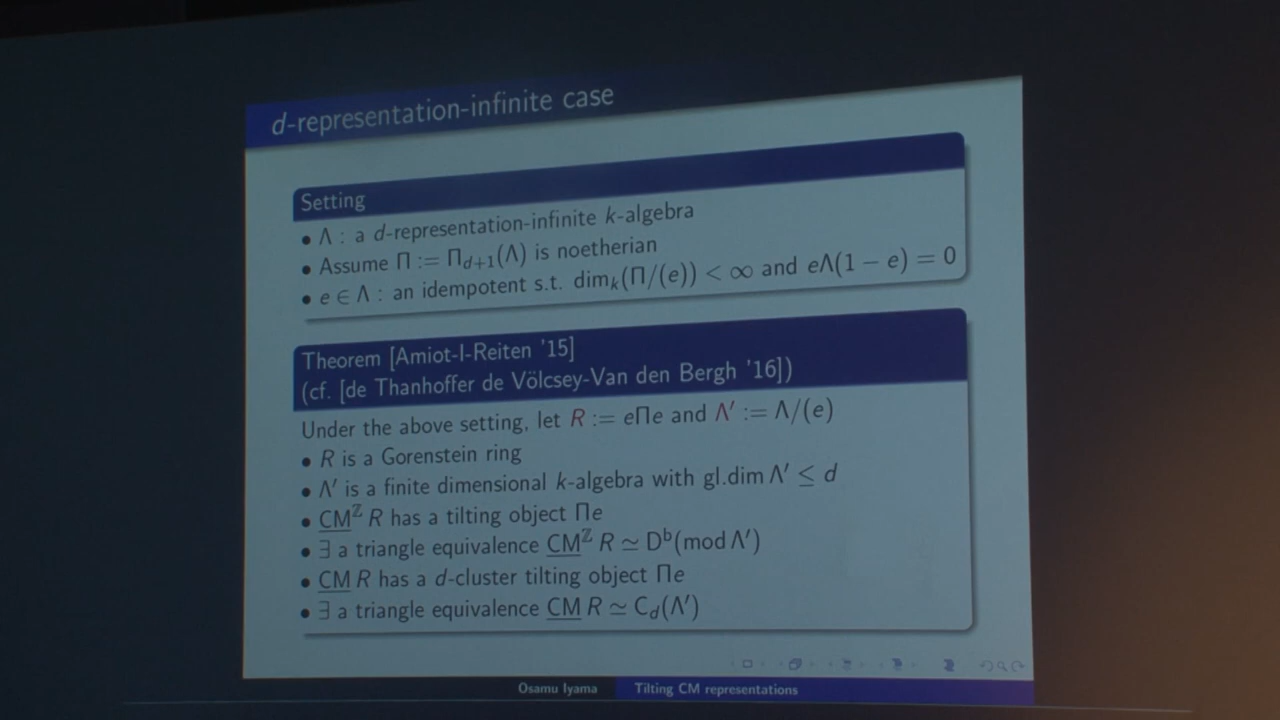 d-representation-infinite case
Setting
• Λ : a d-representation-infinite k-algebra
• Assume Π := Π_{d+1}(Λ) is noetherian
• e ∈ Λ : an idempotent s.t. dim_k(Π/(e)) < ∞ and eΛ(1 − e) = 0
Theorem [Amiot-I-Reiten '15]
(cf. [de Thanhoffer de Völcsey-Van den Bergh '16])
Under the above setting, let R := eΠe and Λ′ := Λ/(e)
• R is a Gorenstein ring
• Λ′ is a finite dimensional k-algebra with gl.dim Λ′ ≤ d
• CM^ℤ R has a tilting object Πe
• ∃ a triangle equivalence CM^ℤ R ≃ D^b(mod Λ′)
• CM R has a d-cluster tilting object Πe
• ∃ a triangle equivalence CM R ≃ C_d(Λ′)
Osamu Iyama Tilting CM representations